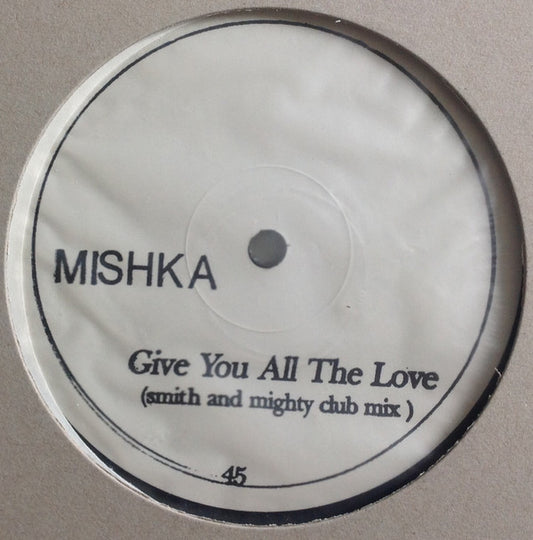 MISHKA
Give You All The Love
(smith and mighty club mix )
45